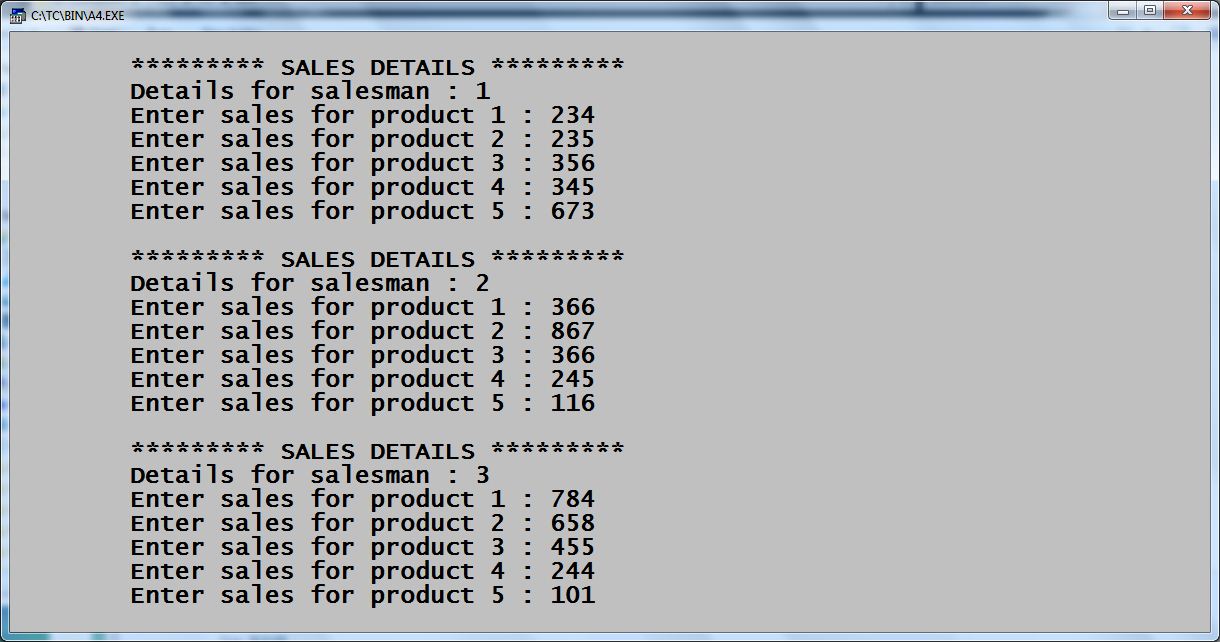 C:\TC\BIN\A4.EXE
********* SALES DETAILS *********
Details for salesman : 1
Enter sales for product 1 : 234
Enter sales for product 2 : 235
Enter sales for product 3 : 356
Enter sales for product 4 : 345
Enter sales for product 5 : 673
********* SALES DETAILS *********
Details for salesman : 2
Enter sales for product 1 : 366
Enter sales for product 2 : 867
Enter sales for product 3 : 366
Enter sales for product 4 : 245
Enter sales for product 5 : 116
********* SALES DETAILS *********
Details for salesman : 3
Enter sales for product 1 : 784
Enter sales for product 2 : 658
Enter sales for product 3 : 455
Enter sales for product 4 : 244
Enter sales for product 5 : 101